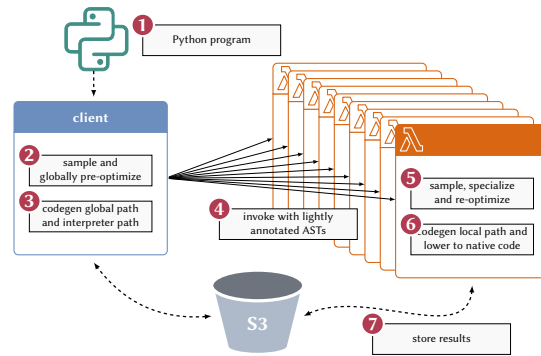 1
Python program
client
2
sample and
globally pre-optimize
3
codegen global path
and interpreter path
4
invoke with lightly
annotated ASTs
5
sample, specialize
and re-optimize
6
codegen local path and
lower to native code
S3
7
store results